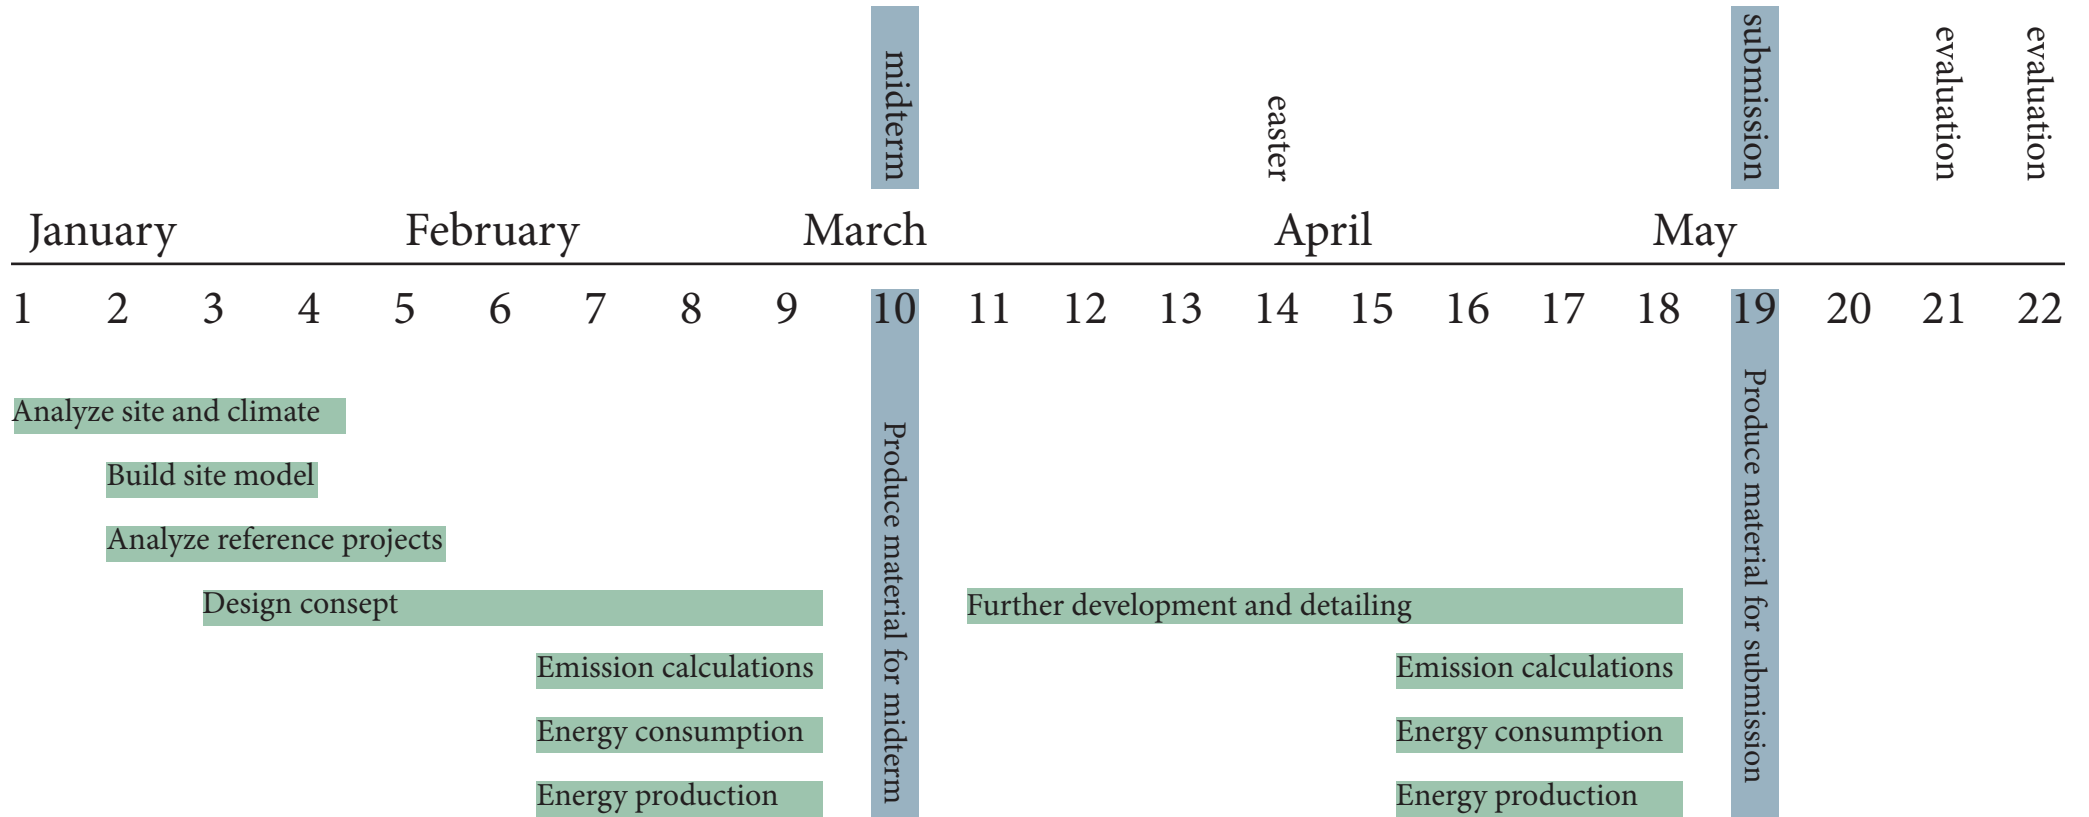 midterm
easter
submission
evaluation
evaluation
January February March April May
1 2 3 4 5 6 7 8 9 10 11 12 13 14 15 16 17 18 19 20 21 22
Analyze site and climate
Build site model
Analyze reference projects
Design consept
Emission calculations
Energy consumption
Energy production
Produce material for midterm
Further development and detailing
Emission calculations
Energy consumption
Energy production
Produce material for submission